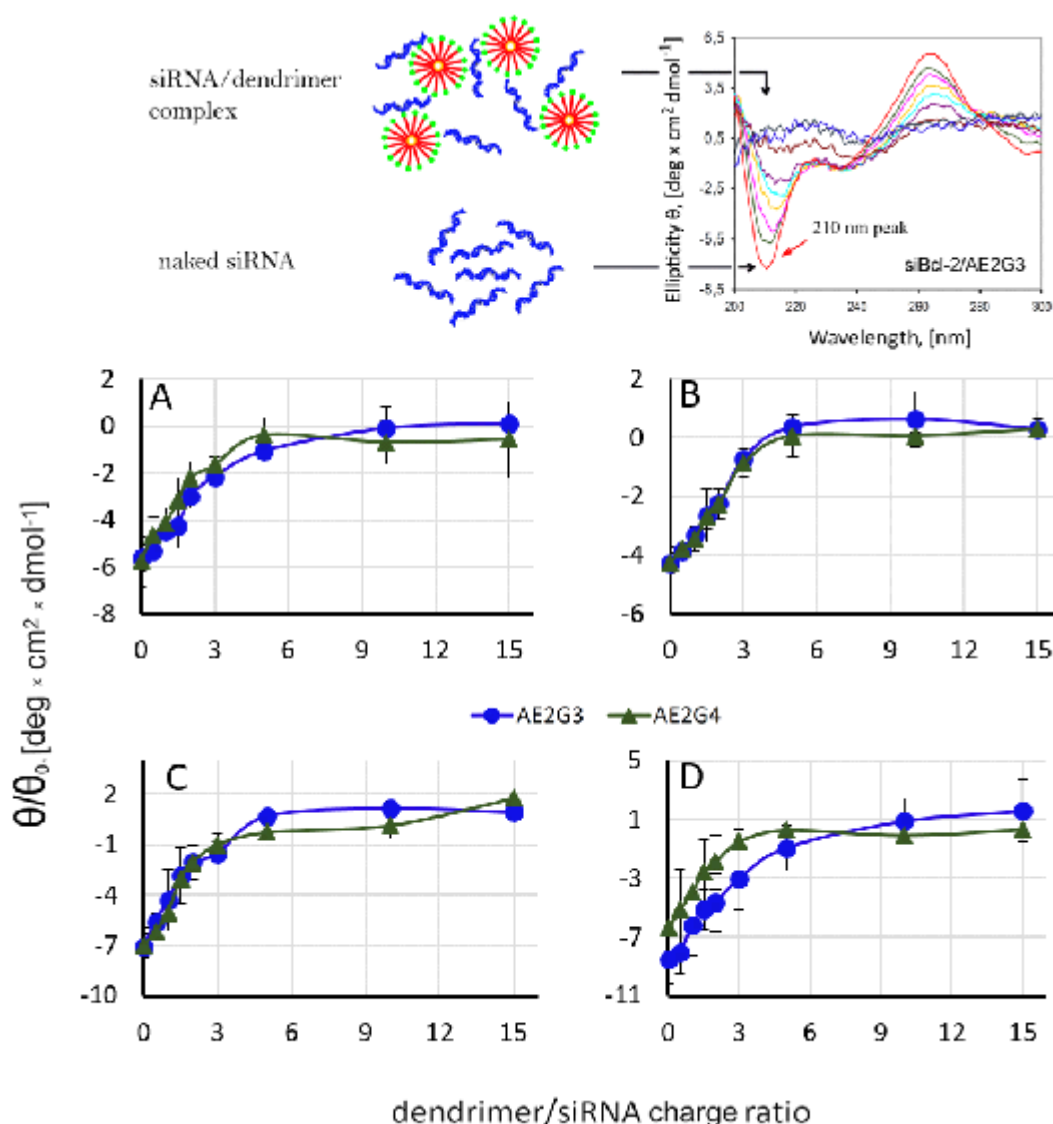 siRNA/dendrimer
complex
naked siRNA
Ellipticity θ, [deg x cm² dmol⁻¹]
6,5
3,5
0,5
-2,5
-5,5
-8,5
210 nm peak
siBcl-2/AE2G3
200 220 240 260 280 300
Wavelength, [nm]
θ/θ₀, [deg × cm² × dmol⁻¹]
A
2
0
-2
-4
-6
-8
0 3 6 9 12 15
B
2
0
-2
-4
-6
0 3 6 9 12 15
AE2G3 AE2G4
C
2
-1
-4
-7
-10
0 3 6 9 12 15
D
5
1
-3
-7
-11
0 3 6 9 12 15
dendrimer/siRNA charge ratio